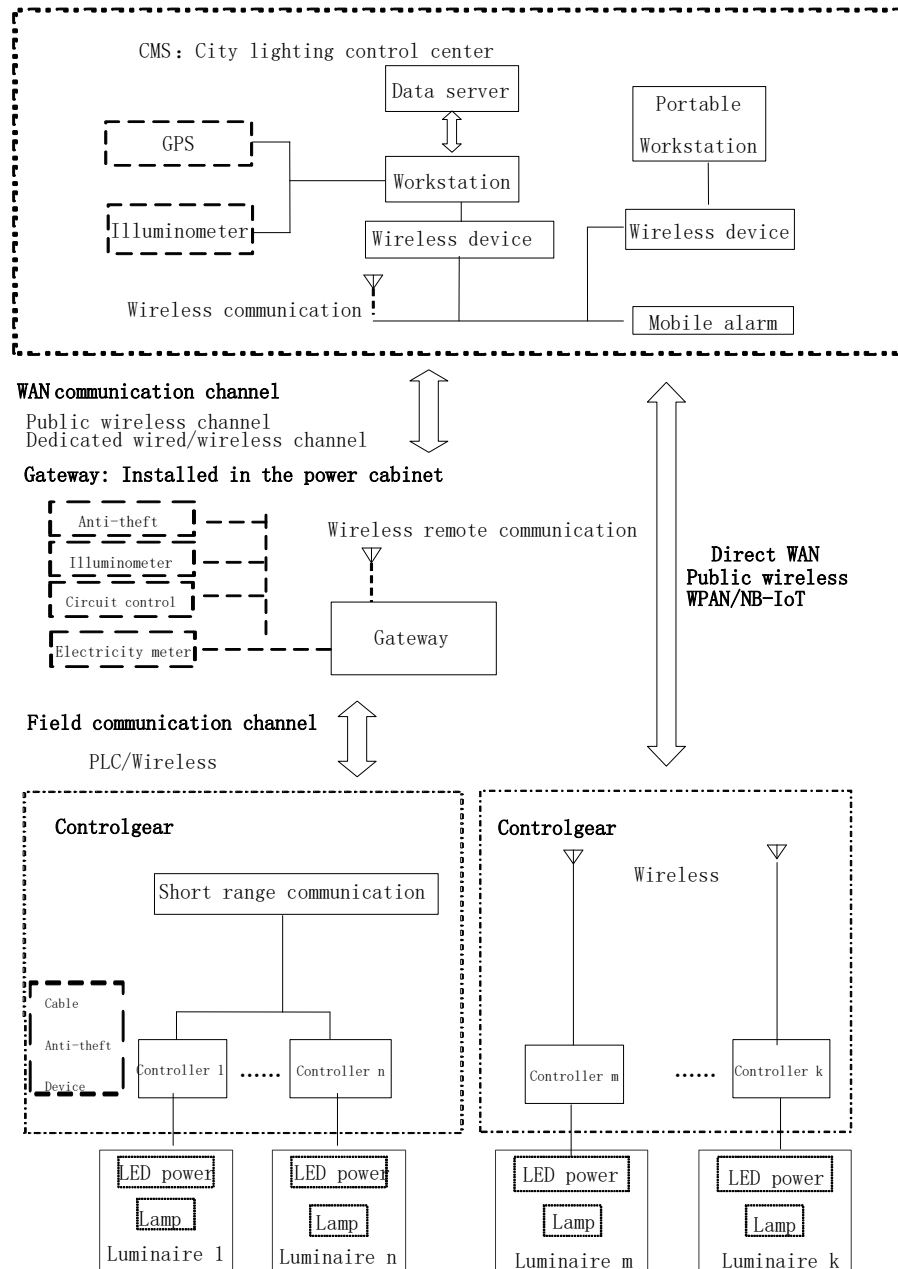 CMS: City lighting control center
Data server
Portable
Workstation
GPS
Workstation
Illuminometer
Wireless device
Wireless device
Wireless communication
Mobile alarm
WAN communication channel
Public wireless channel
Dedicated wired/wireless channel
Gateway: Installed in the power cabinet
Anti-theft
Illuminometer
Circuit control
Electricity meter
Wireless remote communication
Gateway
Direct WAN
Public wireless
WPAN/NB-IoT
Field communication channel
PLC/Wireless
Controlgear
Short range communication
Cable
Anti-theft
Device
Controller 1
......
Controller n
Controlgear
Wireless
Controller m
......
Controller k
LED power
Lamp
Luminaire 1
LED power
Lamp
Luminaire n
LED power
Lamp
Luminaire m
LED power
Lamp
Luminaire k